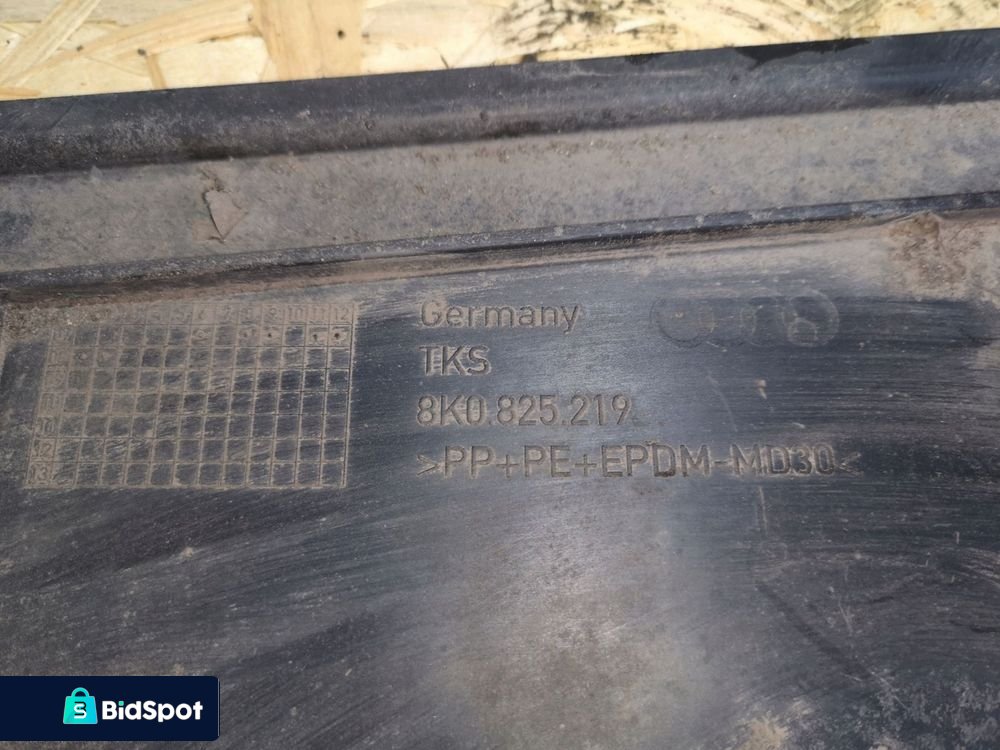 Germany
TKS
8K0.825.219
>PP+PE+EPDM-MD30<
BidSpot